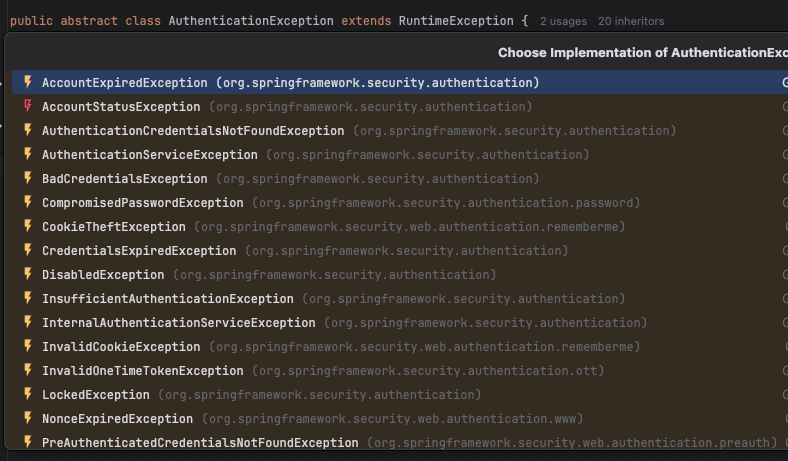 public abstract class AuthenticationException extends RuntimeException { 2 usages 20 inheritors
Choose Implementation of AuthenticationExc
AccountExpiredException (org.springframework.security.authentication)
AccountStatusException (org.springframework.security.authentication)
AuthenticationCredentialsNotFoundException (org.springframework.security.authentication)
AuthenticationServiceException (org.springframework.security.authentication)
BadCredentialsException (org.springframework.security.authentication)
CompromisedPasswordException (org.springframework.security.authentication.password)
CookieTheftException (org.springframework.security.web.authentication.rememberme)
CredentialsExpiredException (org.springframework.security.authentication)
DisabledException (org.springframework.security.authentication)
InsufficientAuthenticationException (org.springframework.security.authentication)
InternalAuthenticationServiceException (org.springframework.security.authentication)
InvalidCookieException (org.springframework.security.web.authentication.rememberme)
InvalidOneTimeTokenException (org.springframework.security.authentication.ott)
LockedException (org.springframework.security.authentication)
NonceExpiredException (org.springframework.security.web.authentication.www)
PreAuthenticatedCredentialsNotFoundException (org.springframework.security.web.authentication.preauth)